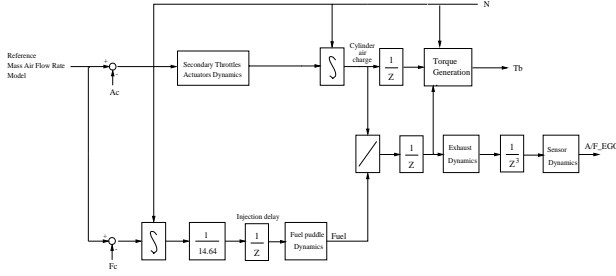 N
Reference
Mass Air Flow Rate
Model
+
-
Ac
Secondary Throttles
Actuators Dynamics
∫
Cylinder
air
charge
1
Z
Torque
Generation
Tb
1
Z
Exhaust
Dynamics
1
Z³
Sensor
Dynamics
A/F_EGO
+
-
Fc
∫
1
14.64
Injection delay
1
Z
Fuel puddle
Dynamics
Fuel